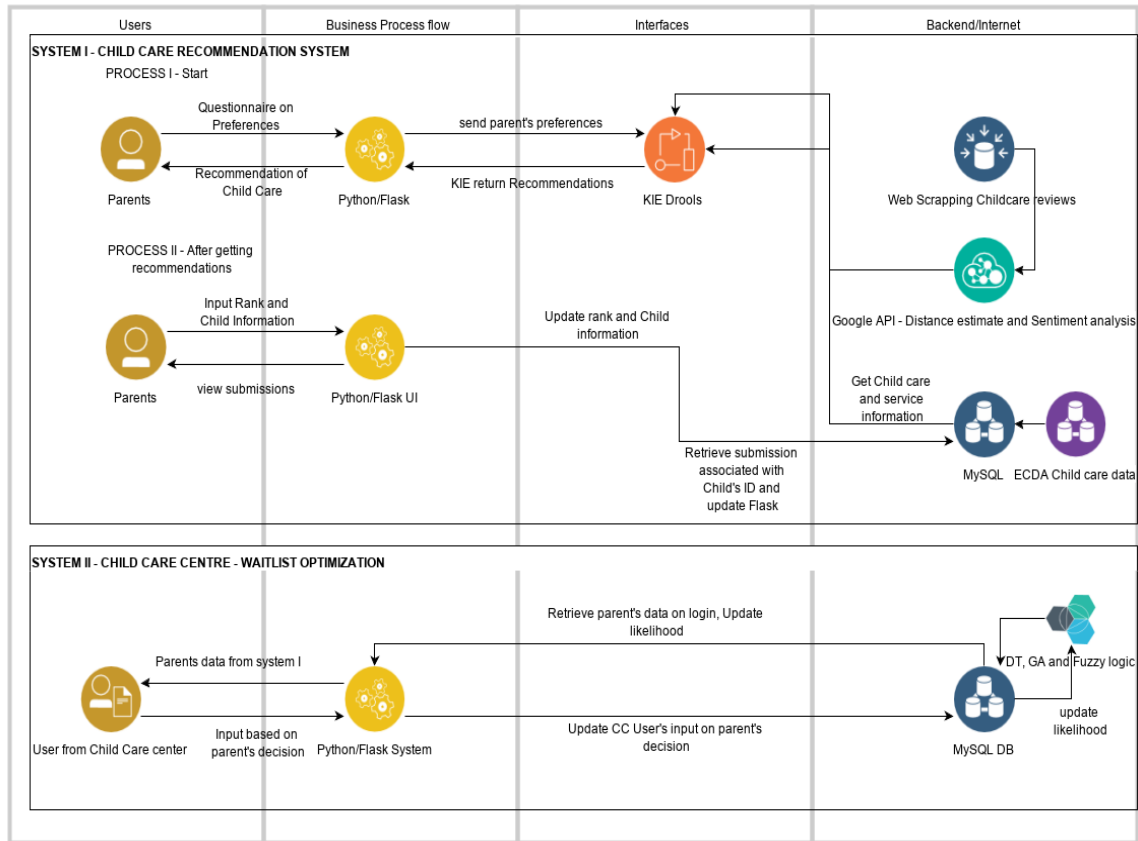 Users
Business Process flow
Interfaces
Backend/Internet
SYSTEM I - CHILD CARE RECOMMENDATION SYSTEM
PROCESS I - Start
Questionnaire on
Preferences
send parent's preferences
Recommendation of
Child Care
KIE return Recommendations
Parents
Python/Flask
KIE Drools
Web Scrapping Childcare reviews
PROCESS II - After getting
recommendations
Input Rank and
Child Information
Update rank and Child
information
Google API - Distance estimate and Sentiment analysis
view submissions
Parents
Python/Flask UI
Get Child care
and service
information
Retrieve submission
associated with
Child's ID and
update Flask
MySQL
ECDA Child care data
SYSTEM II - CHILD CARE CENTRE - WAITLIST OPTIMIZATION
Retrieve parent's data on login, Update
likelihood
Parents data from system I
DT, GA and Fuzzy logic
Input based on
parent's decision
Update CC User's input on parent's
decision
update
likelihood
User from Child Care center
Python/Flask System
MySQL DB